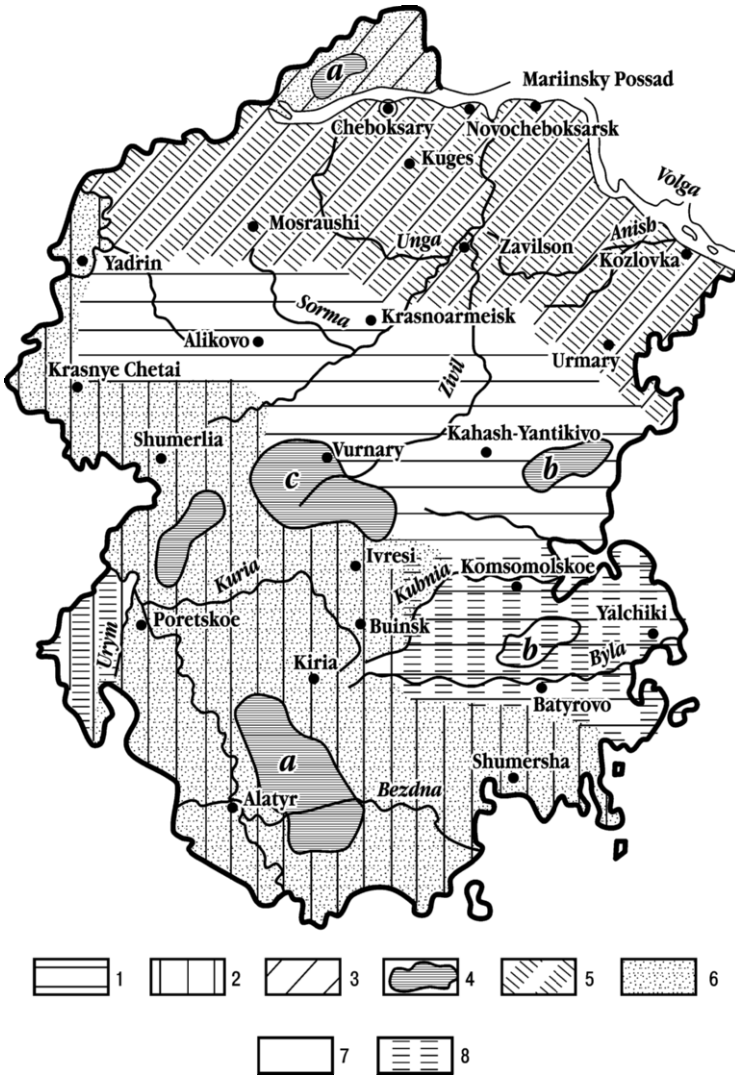 a
Mariinsky Possad
Cheboksary
Novocheboksarsk
Kuges
Volga
Mosraushi
Unga
Zavilson
Anish
Kozlovka
Yadrin
Sorma
Krasnoarmeisk
Alikovo
Urmary
Krasnye Chetai
Zivil
Shumerlia
Vurnary
Kahash-Yantikivo
c
b
Ivresi
Komsomolskoe
Kuria
Kubnia
Yalchiki
Urym
Poretskoe
Buinsk
b
Byla
Kiria
Batyrovo
a
Shumersha
Bezdna
Alatyr
1 2 3 4 5 6
7 8